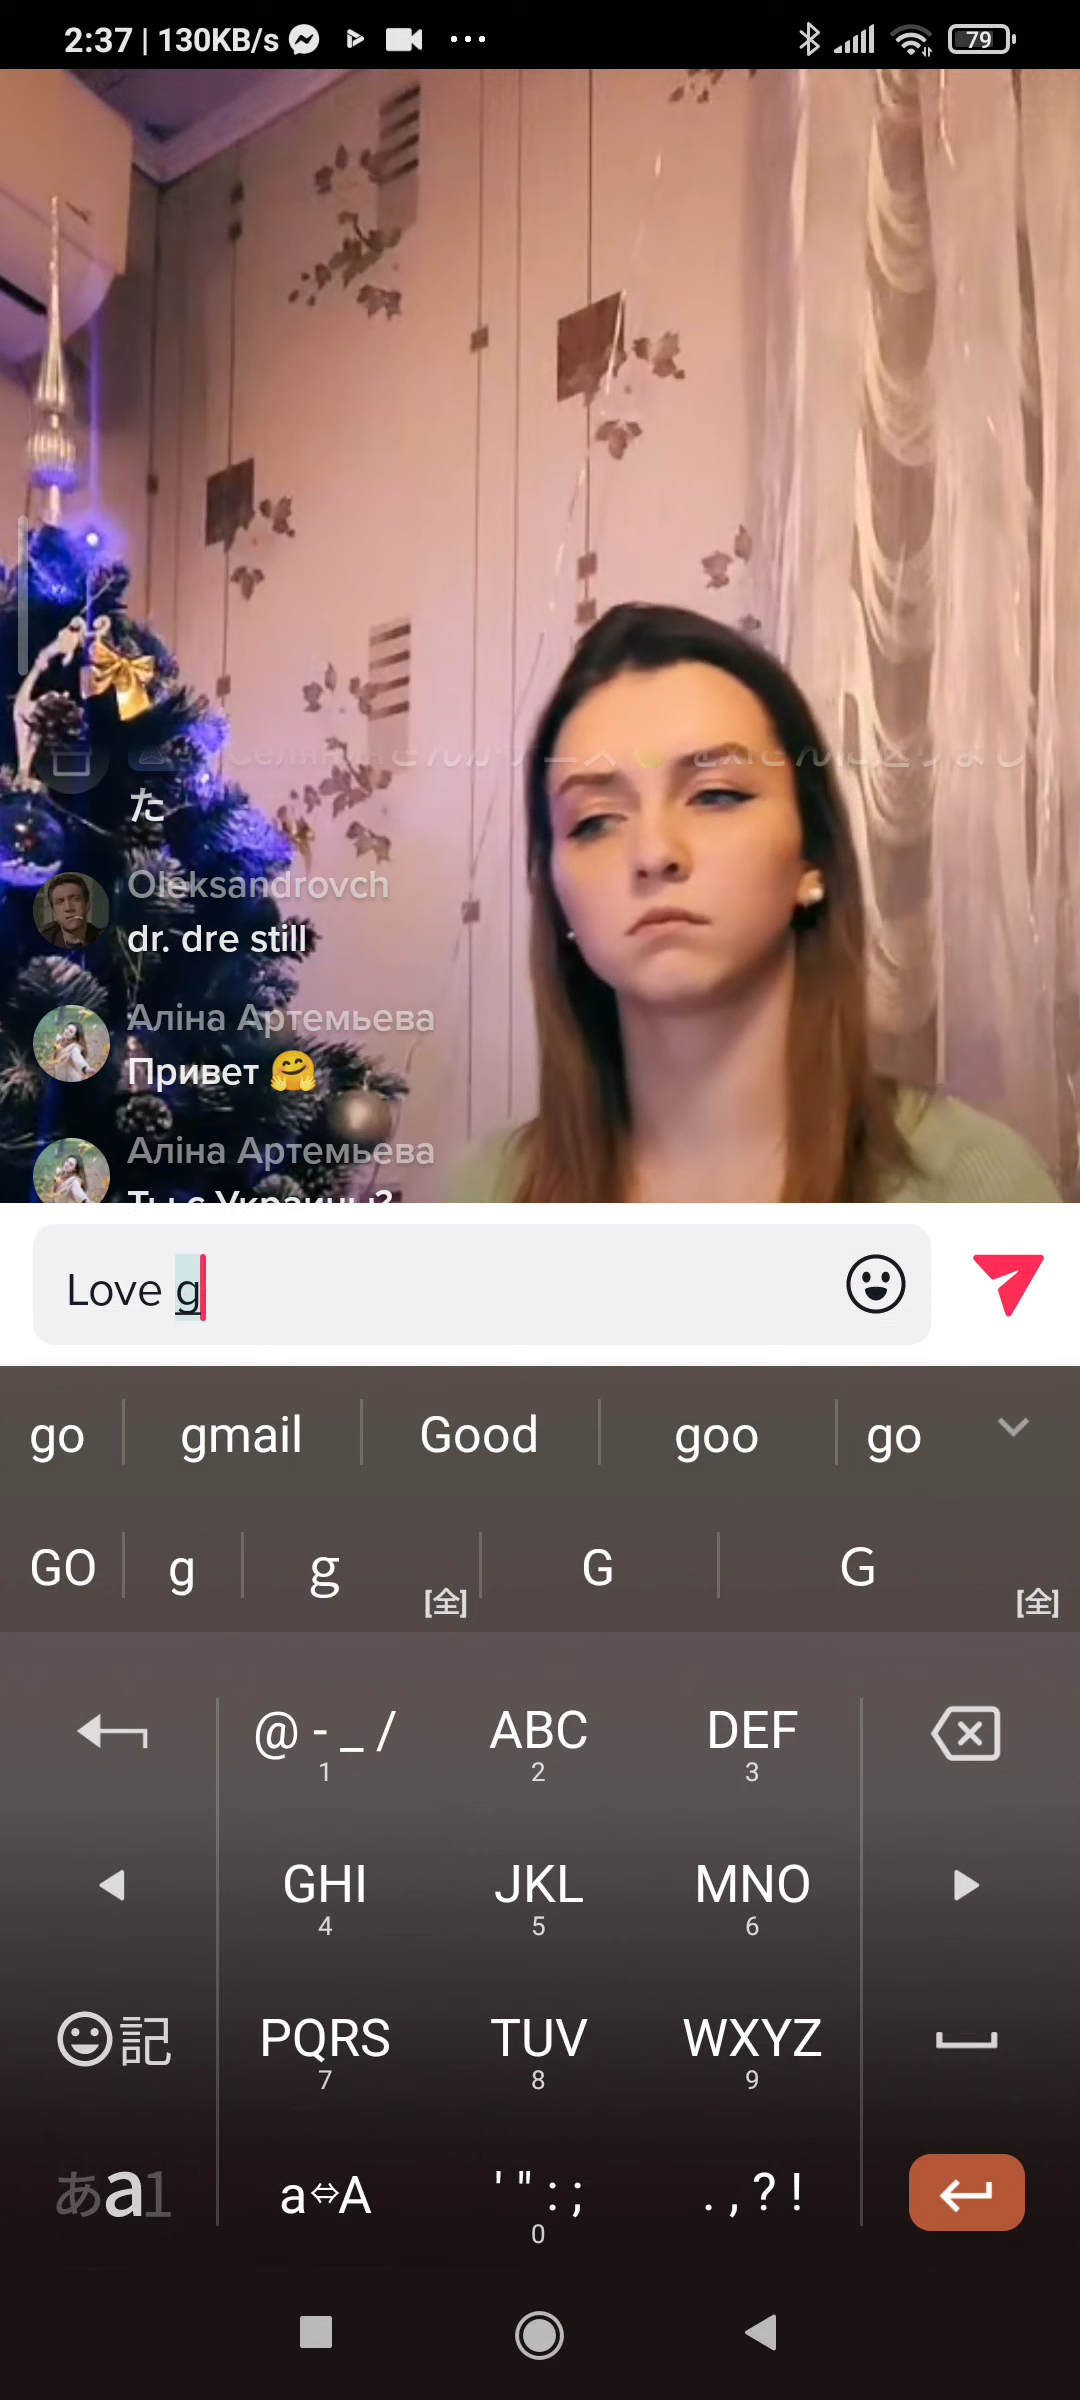 2:37 | 130KB/s
79
た
Oleksandrovch
dr. dre still
Аліна Артемьева
Привет 🤗
Аліна Артемьева
Ты с Украины?
Love g
go gmail Good goo go
GO g g [全] G G [全]
@ - _ / ABC DEF
1 2 3
GHI JKL MNO
4 5 6
記 PQRS TUV WXYZ
7 8 9
あa1 a⇔A ' " : ; . , ? !
0